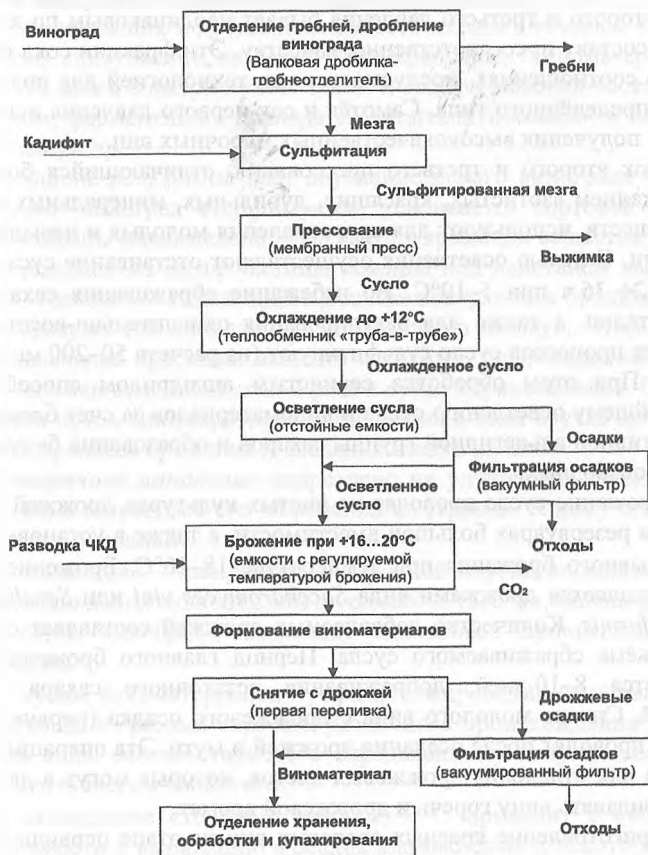 Отделение гребней, дробление
Виноград
винограда
(Валковая дробилка-
гребнеотделитель)
Гребни
Мезга
Кадифит
Сульфитация
Сульфитированная мезга
Прессование
(мембранный пресс)
Выжимка
Сусло
Охлаждение до +12°С
(теплообменник «труба-в-трубе»)
Охлажденное сусло
Осветление сусла
(отстойные емкости)
Осадки
Фильтрация осадков
(вакуумный фильтр)
Осветленное
сусло
Отходы
Разводка ЧКД
Брожение при +16...20°С
(емкости с регулируемой
температурой брожения)
CO₂
Формование виноматериалов
Снятие с дрожжей
(первая переливка)
Дрожжевые
осадки
Виноматериал
Фильтрация осадков
(вакуумированный фильтр)
Отходы
Отделение хранения,
обработки и купажирования